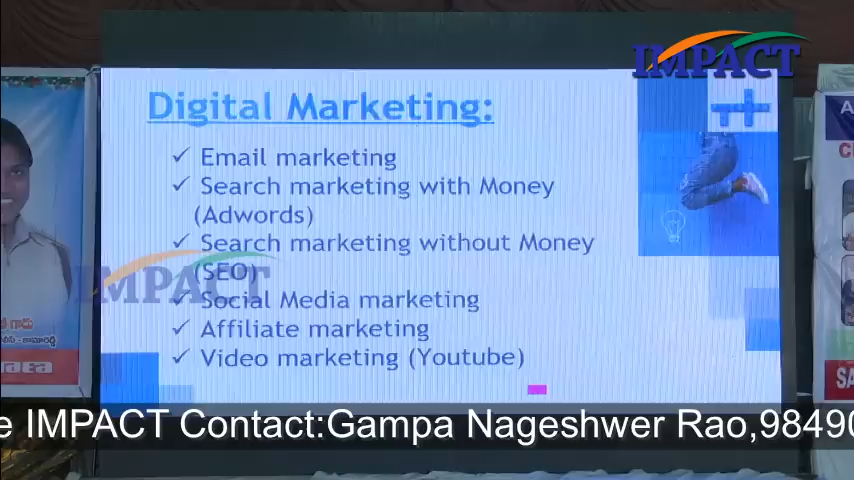 IMPACT
Digital Marketing:
✓ Email marketing
✓ Search marketing with Money
(Adwords)
✓ Search marketing without Money
(SEO)
IMPACT
✓ Social Media marketing
✓ Affiliate marketing
✓ Video marketing (Youtube)
e IMPACT Contact:Gampa Nageshwer Rao,98490